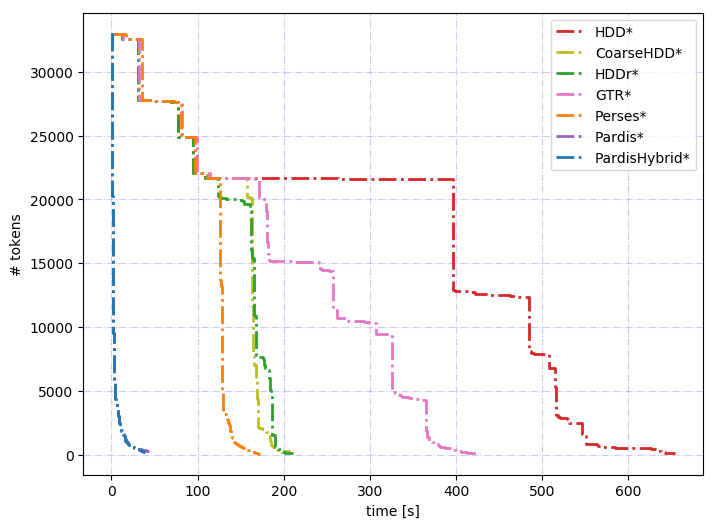 HDD*
CoarseHDD*
HDDr*
GTR*
Perses*
Pardis*
PardisHybrid*
# tokens
30000
25000
20000
15000
10000
5000
0
0 100 200 300 400 500 600
time [s]